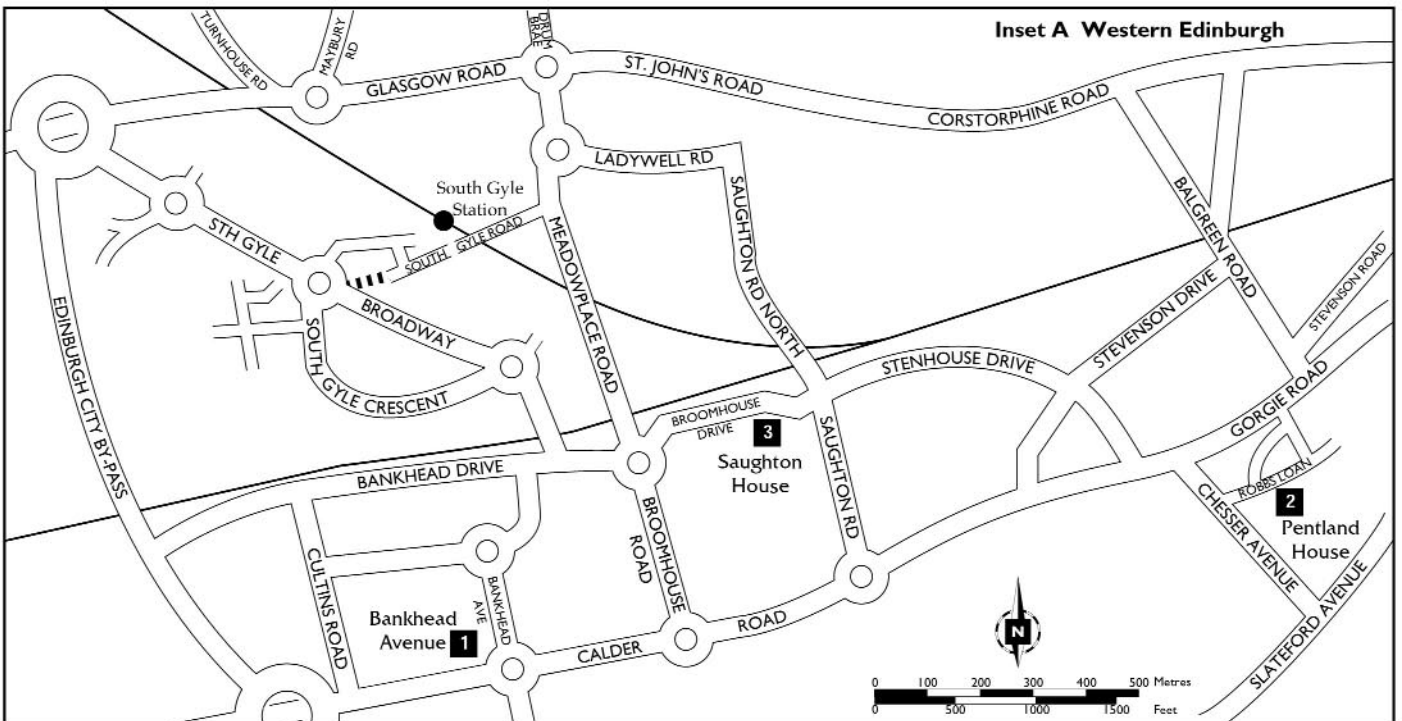 Inset A Western Edinburgh
TURNHOUSE RD
MAYBURY
RD
DRUM
BRAE
GLASGOW ROAD
ST. JOHN'S ROAD
CORSTORPHINE ROAD
LADYWELL RD
South Gyle
Station
SOUTH GYLE ROAD
STH GYLE
BROADWAY
SOUTH GYLE CRESCENT
MEADOWPLACE ROAD
SAUGHTON RD NORTH
BALGREEN ROAD
STEVENSON ROAD
STEVENSON DRIVE
STENHOUSE DRIVE
EDINBURGH CITY BY-PASS
BROOMHOUSE
DRIVE
3
Saughton
House
SAUGHTON RD
GORGIE ROAD
BANKHEAD DRIVE
ROBBS LOAN
2
Pentland
House
CHESSER AVENUE
SLATEFORD AVENUE
BROOMHOUSE
ROAD
CULTINS ROAD
BANKHEAD
AVE
Bankhead
Avenue 1
CALDER ROAD
N
0 100 200 300 400 500 Metres
0 500 1000 1500 Feet